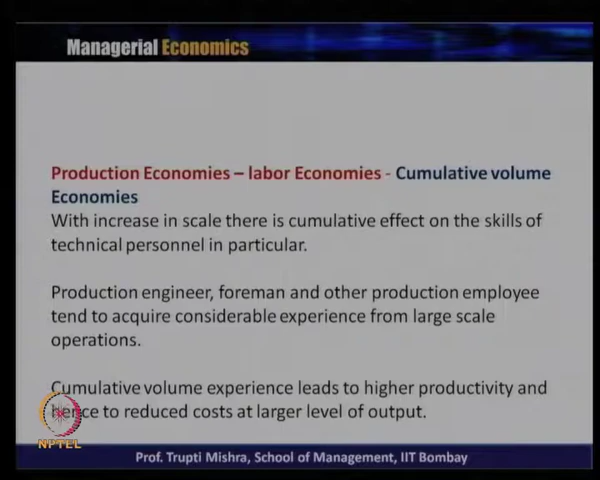 Managerial Economics
Production Economies – labor Economies - Cumulative volume
Economies
With increase in scale there is cumulative effect on the skills of
technical personnel in particular.
Production engineer, foreman and other production employee
tend to acquire considerable experience from large scale
operations.
Cumulative volume experience leads to higher productivity and
hence to reduced costs at larger level of output.
NPTEL
Prof. Trupti Mishra, School of Management, IIT Bombay